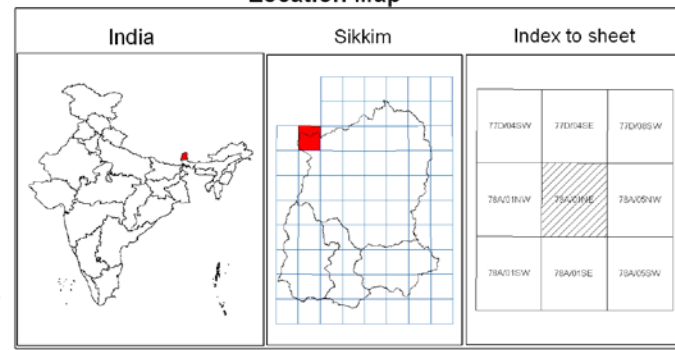 Location Map
India
Sikkim
Index to sheet
77D/04SW 77D/04SE 77D/08SW
78A/01NW 78A/01NE 78A/05NW
78A/01SW 78A/01SE 78A/05SW